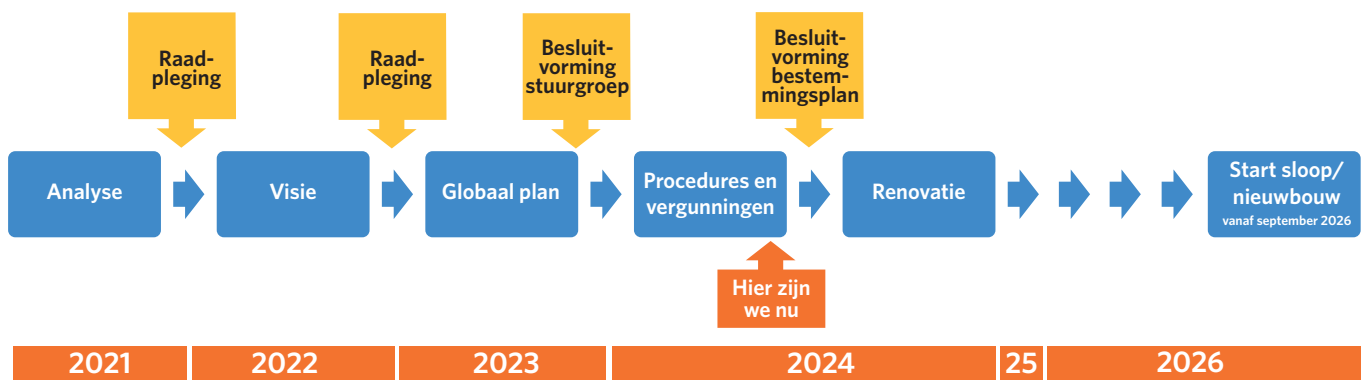 Raad-
pleging
Raad-
pleging
Besluit-
vorming
stuurgroep
Besluit-
vorming
bestem-
mingsplan
Analyse
Visie
Globaal plan
Procedures en
vergunningen
Renovatie
Start sloop/
nieuwbouw
vanaf september 2026
Hier zijn
we nu
2021
2022
2023
2024
25
2026